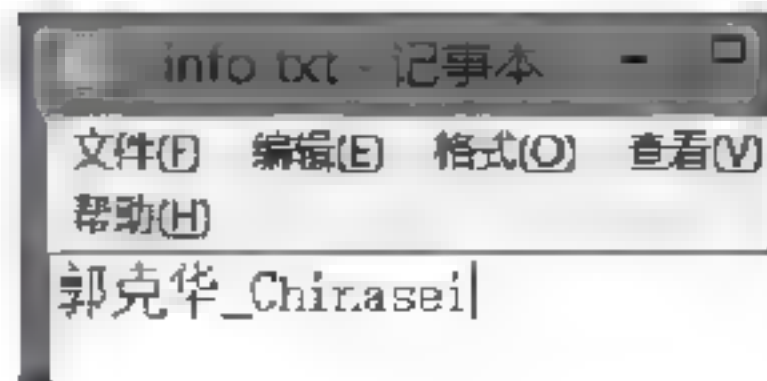 info.txt - 记事本
文件(F) 编辑(E) 格式(O) 查看(V)
帮助(H)
郭克华_Chinasei